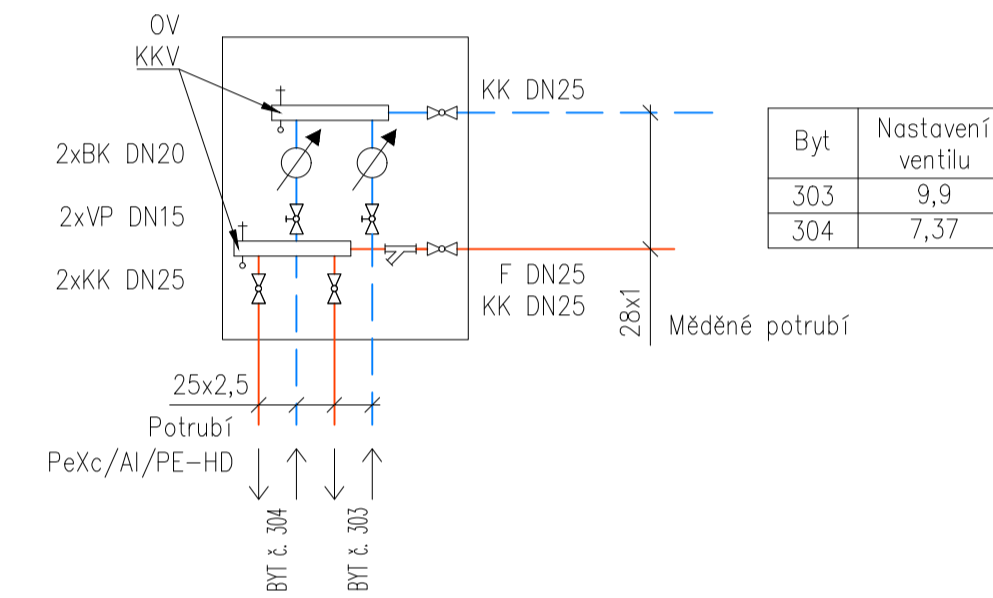 OV
KKV
KK DN25
2xBK DN20
2xVP DN15
2xKK DN25
F DN25
KK DN25
28x1
Měděné potrubí
25x2,5
Potrubí
PeXc/Al/PE-HD
BYT č. 304
BYT č. 303
Byt Nastavení ventilu
303 9,9
304 7,37